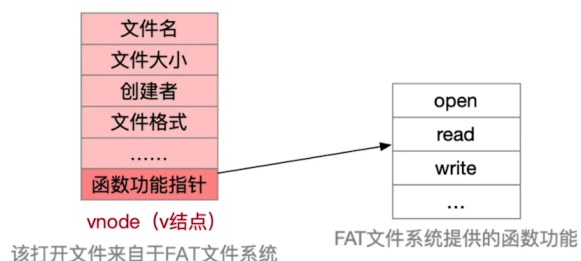 文件名
文件大小
创建者
文件格式
……
函数功能指针
vnode（v结点）
该打开文件来自于FAT文件系统
open
read
write
…
FAT文件系统提供的函数功能